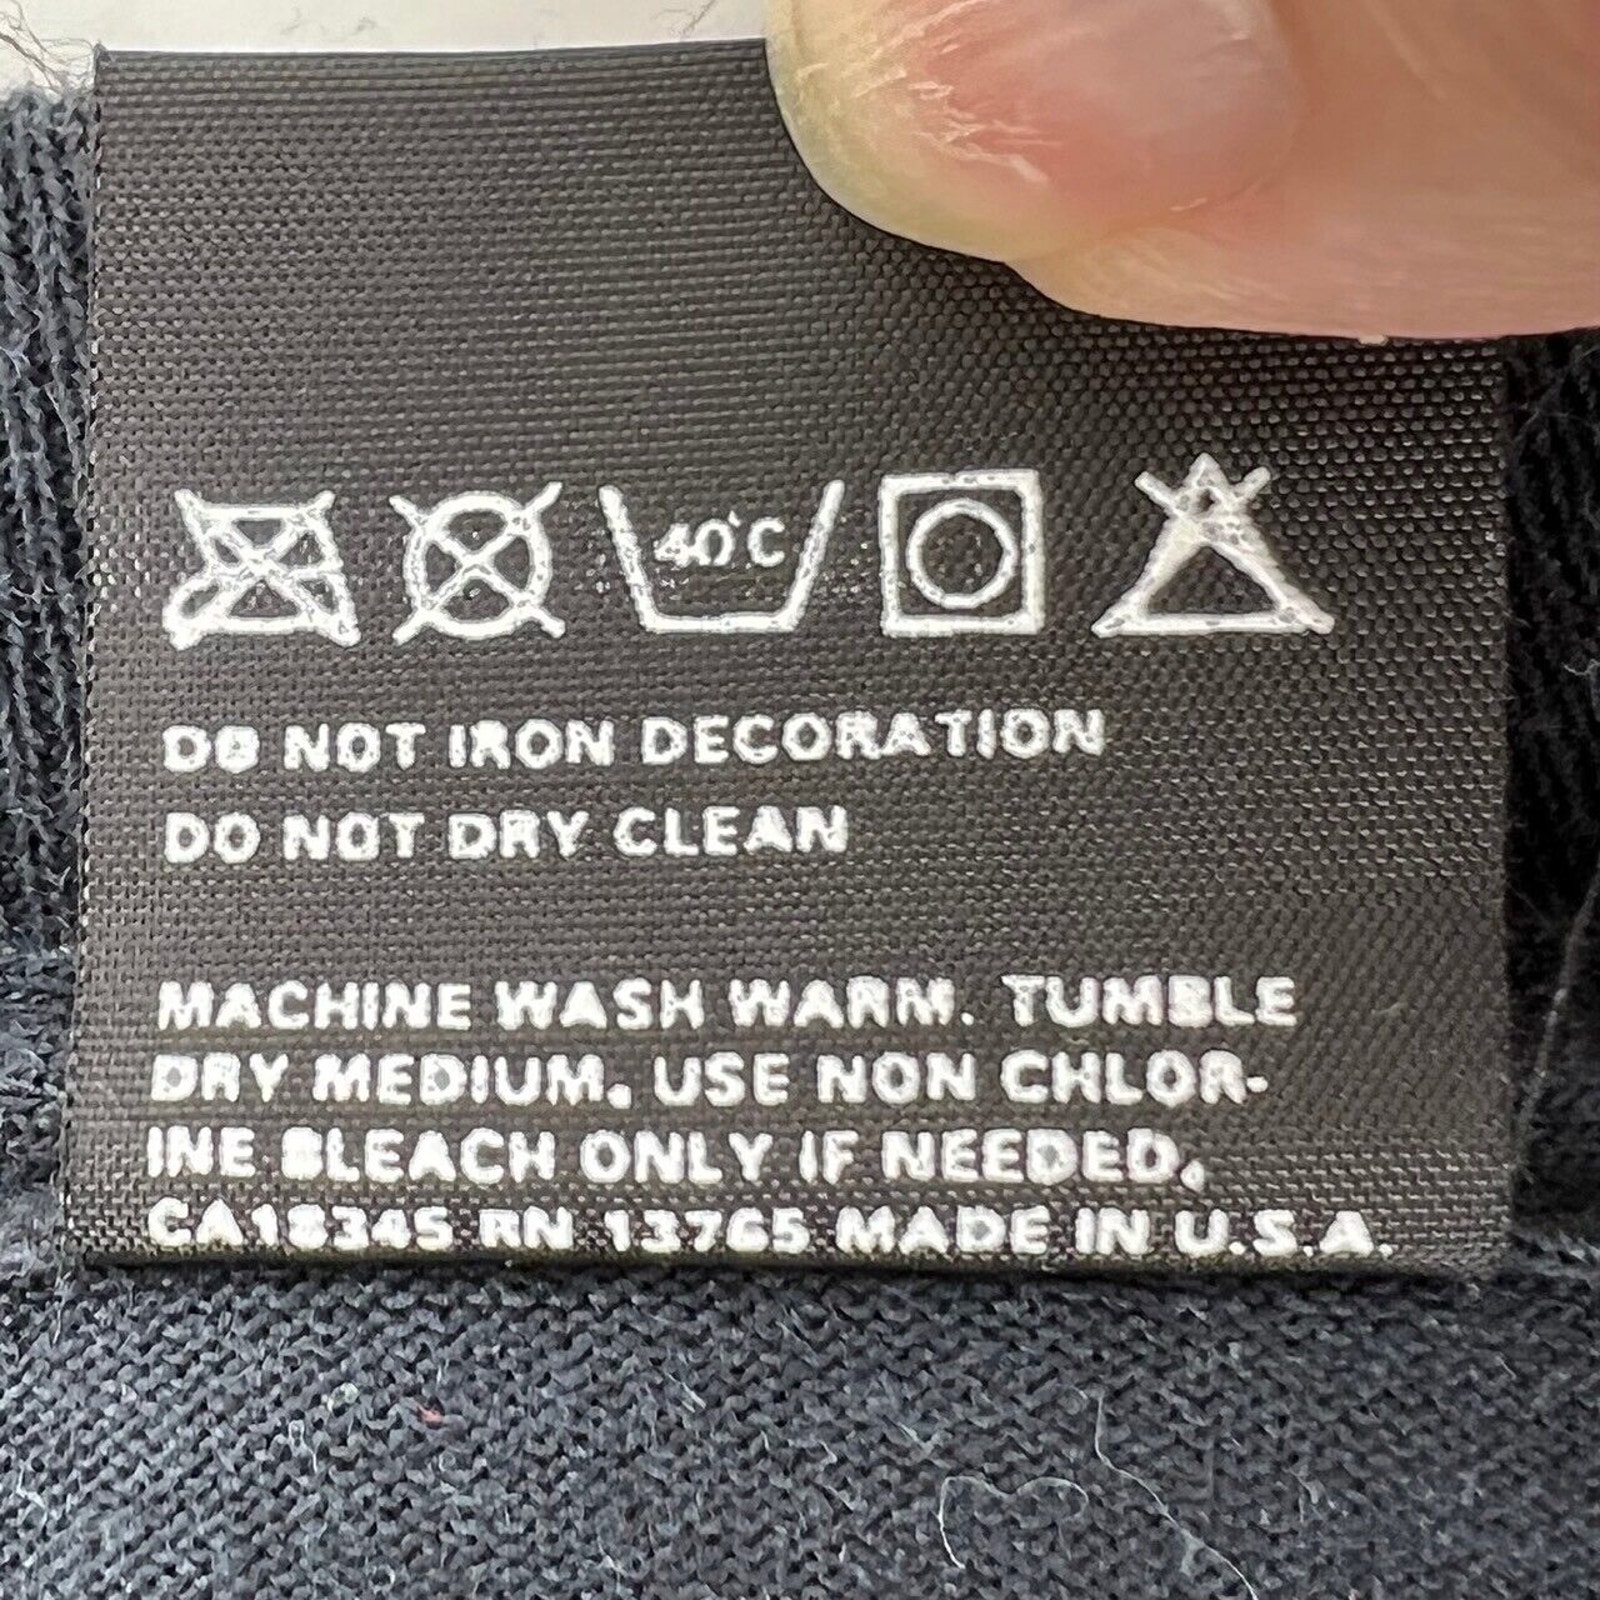 40°C
DO NOT IRON DECORATION
DO NOT DRY CLEAN
MACHINE WASH WARM. TUMBLE
DRY MEDIUM. USE NON CHLOR-
INE BLEACH ONLY IF NEEDED.
CA18345 RN 13765 MADE IN U.S.A.